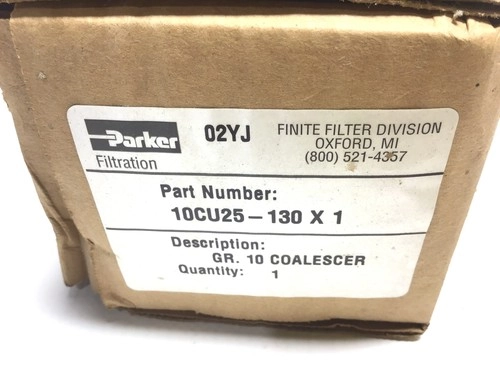 Parker
Filtration
02YJ
FINITE FILTER DIVISION
OXFORD, MI
(800) 521-4357
Part Number:
10CU25-130 X 1
Description:
GR. 10 COALESCER
Quantity: 1